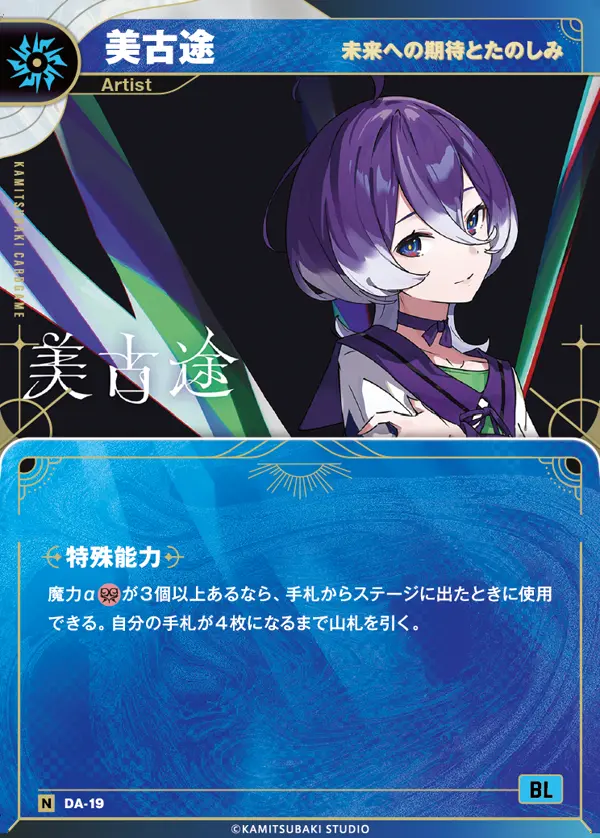 美古途
未来への期待とたのしみ
Artist
KAMITSUBAKI CARDGAME
美古途
特殊能力
魔力αが3個以上あるなら、手札からステージに出たときに使用
できる。自分の手札が4枚になるまで山札を引く。
BL
N DA-19
©KAMITSUBAKI STUDIO